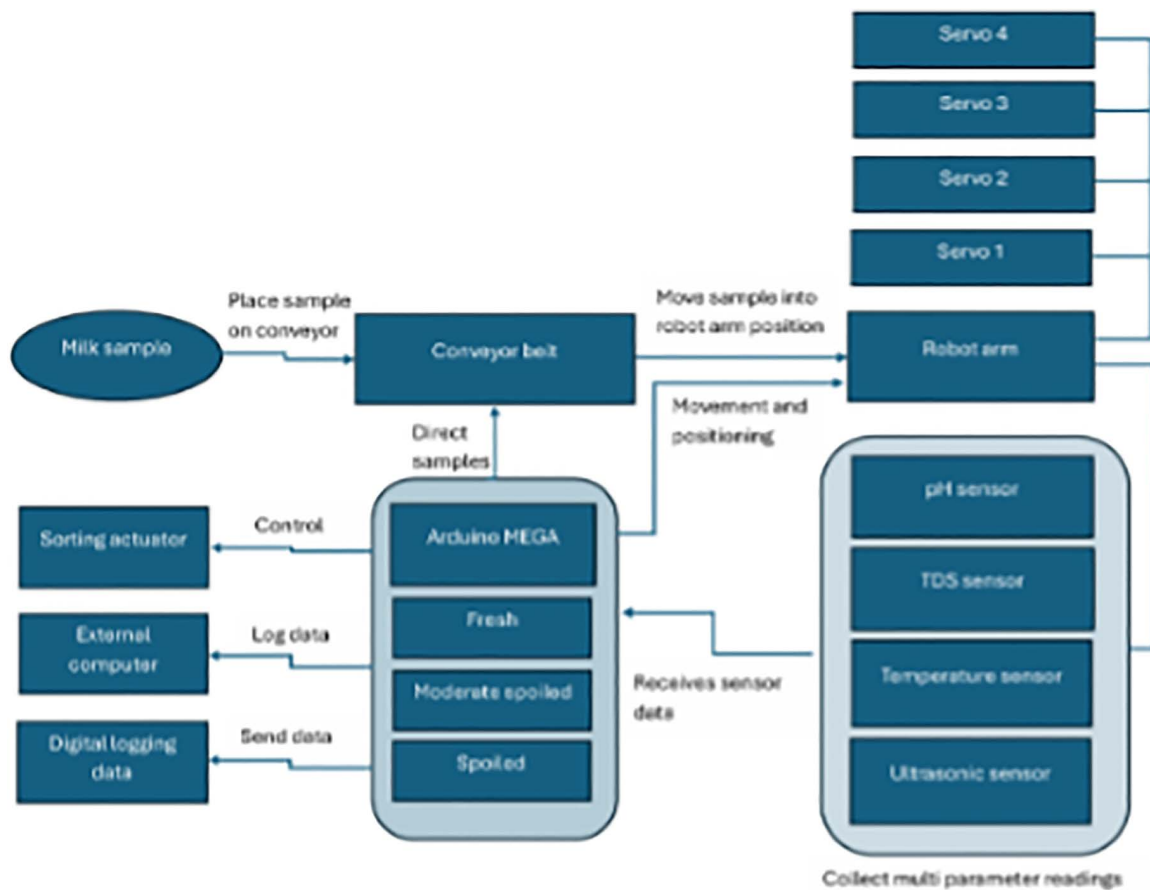 Servo 4
Servo 3
Servo 2
Servo 1
Place sample
on conveyor
Move sample into
robot arm position
Milk sample
Conveyor belt
Robot arm
Movement and
positioning
Direct
samples
pH sensor
Control
Arduino MEGA
Sorting actuator
TDS sensor
Fresh
Log data
External
computer
Receives sensor
data
Temperature sensor
Moderate spoiled
Send data
Digital logging
data
Spoiled
Ultrasonic sensor
Collect multi parameter readings